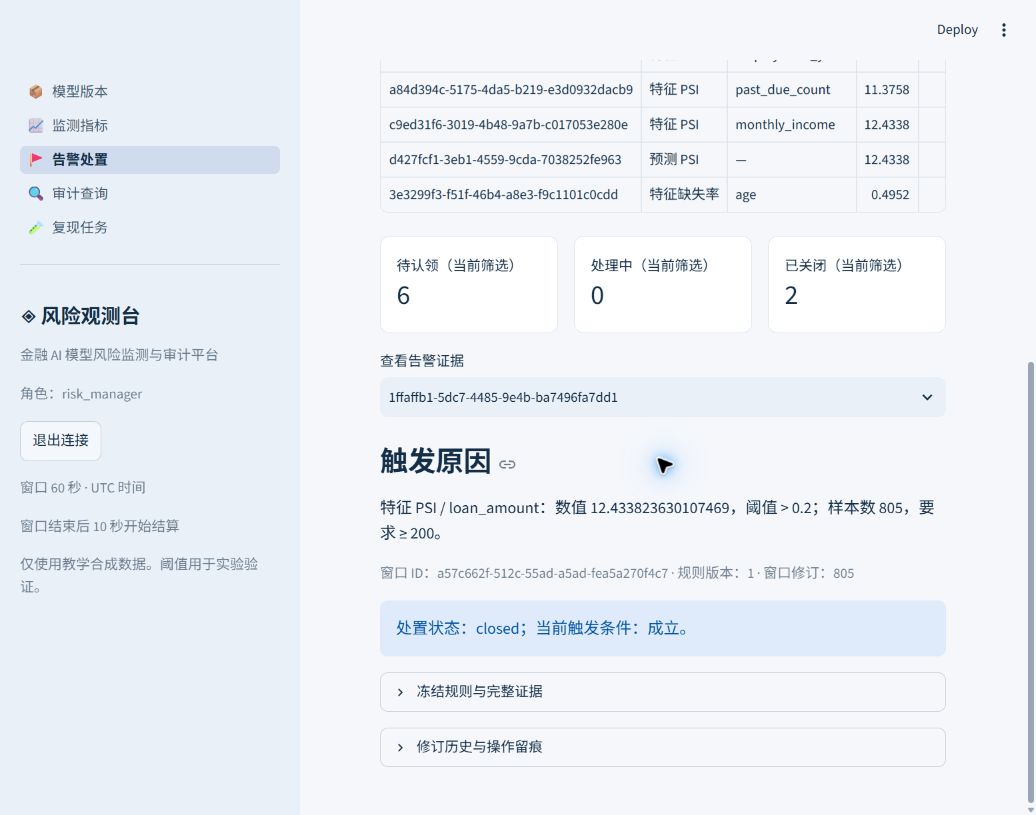 Deploy
模型版本
监测指标
告警处置
审计查询
复现任务
◈ 风险观测台
金融 AI 模型风险监测与审计平台
角色：risk_manager
退出连接
窗口 60 秒 · UTC 时间
窗口结束后 10 秒开始结算
仅使用教学合成数据。阈值用于实验验
证。
a84d394c-5175-4da5-b219-e3d0932dacb9 特征 PSI past_due_count 11.3758
c9ed31f6-3019-4b48-9a7b-c017053e280e 特征 PSI monthly_income 12.4338
d427fcf1-3eb1-4559-9cda-7038252fe963 预测 PSI — 12.4338
3e3299f3-f51f-46b4-a8e3-f9c1101c0cdd 特征缺失率 age 0.4952
待认领（当前筛选） 处理中（当前筛选） 已关闭（当前筛选）
6 0 2
查看告警证据
1ffaffb1-5dc7-4485-9e4b-ba7496fa7dd1
触发原因
特征 PSI / loan_amount：数值 12.433823630107469，阈值 > 0.2；样本数 805，要
求 ≥ 200。
窗口 ID：a57c662f-512c-55ad-a5ad-fea5a270f4c7 · 规则版本：1 · 窗口修订：805
处置状态：closed；当前触发条件：成立。
冻结规则与完整证据
修订历史与操作留痕